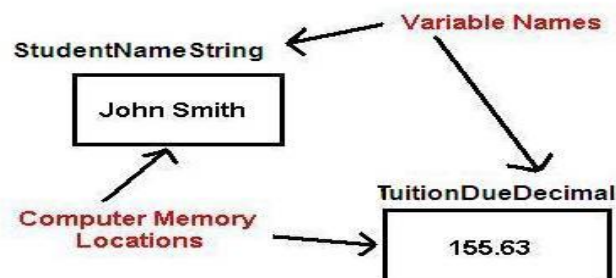 Variable Names
StudentNameString
John Smith
TuitionDueDecimal
Computer Memory
Locations
155.63